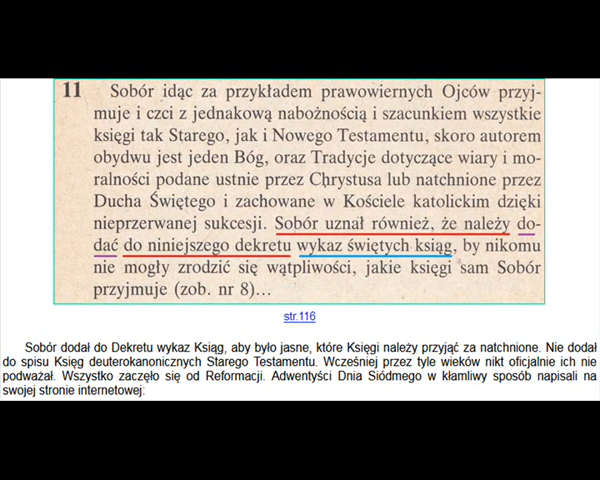 11 Sobór idąc za przykładem prawowiernych Ojców przyj-
muje i czci z jednakową nabożnością i szacunkiem wszystkie
księgi tak Starego, jak i Nowego Testamentu, skoro autorem
obydwu jest jeden Bóg, oraz Tradycje dotyczące wiary i mo-
ralności podane ustnie przez Chrystusa lub natchnione przez
Ducha Świętego i zachowane w Kościele katolickim dzięki
nieprzerwanej sukcesji. Sobór uznał również, że należy do-
dać do niniejszego dekretu wykaz świętych ksiąg, by nikomu
nie mogły zrodzić się wątpliwości, jakie księgi sam Sobór
przyjmuje (zob. nr 8)...
str.116
Sobór dodał do Dekretu wykaz Ksiąg, aby było jasne, które Księgi należy przyjąć za natchnione. Nie dodał
do spisu Ksiąg deuterokanonicznych Starego Testamentu. Wcześniej przez tyle wieków nikt oficjalnie ich nie
podważał. Wszystko zaczęło się od Reformacji. Adwentyści Dnia Siódmego w kłamliwy sposób napisali na
swojej stronie internetowej: